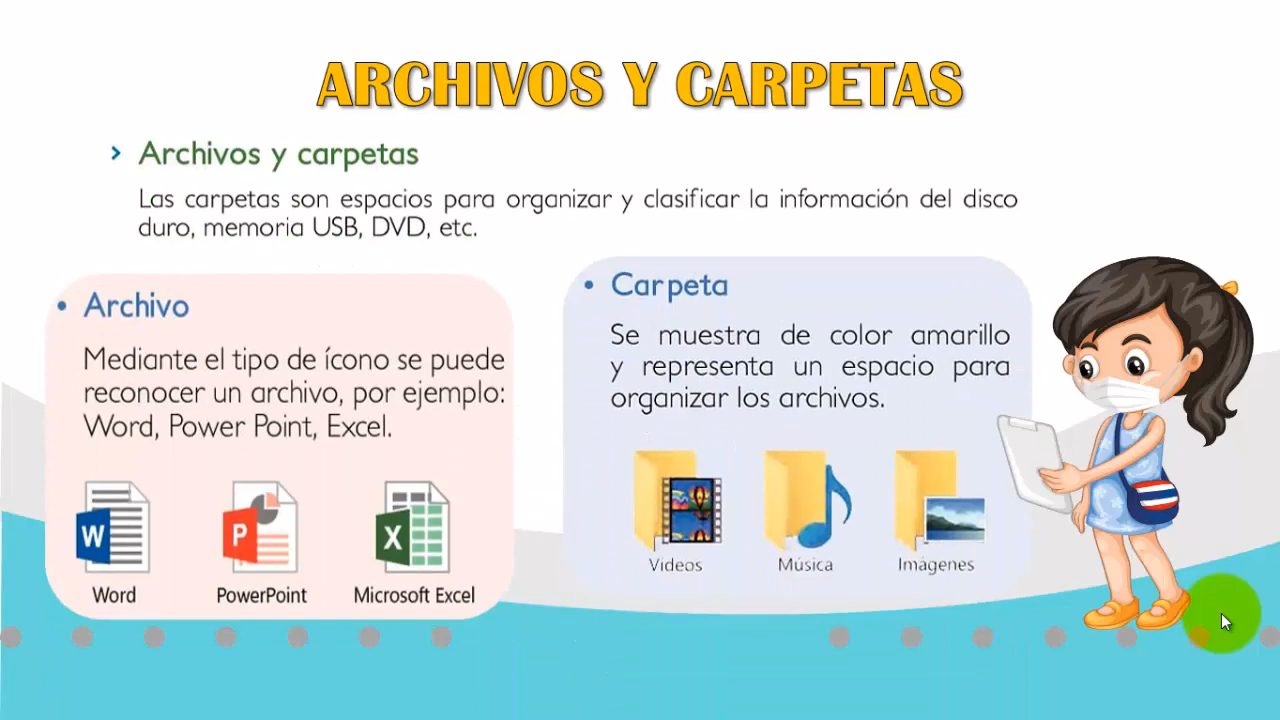 ARCHIVOS Y CARPETAS
Archivos y carpetas
Las carpetas son espacios para organizar y clasificar la información del disco
duro, memoria USB, DVD, etc.
• Archivo
Mediante el tipo de ícono se puede
reconocer un archivo, por ejemplo:
Word, Power Point, Excel.
W
Word
P
PowerPoint
X
Microsoft Excel
• Carpeta
Se muestra de color amarillo
y representa un espacio para
organizar los archivos.
Videos
Música
Imágenes